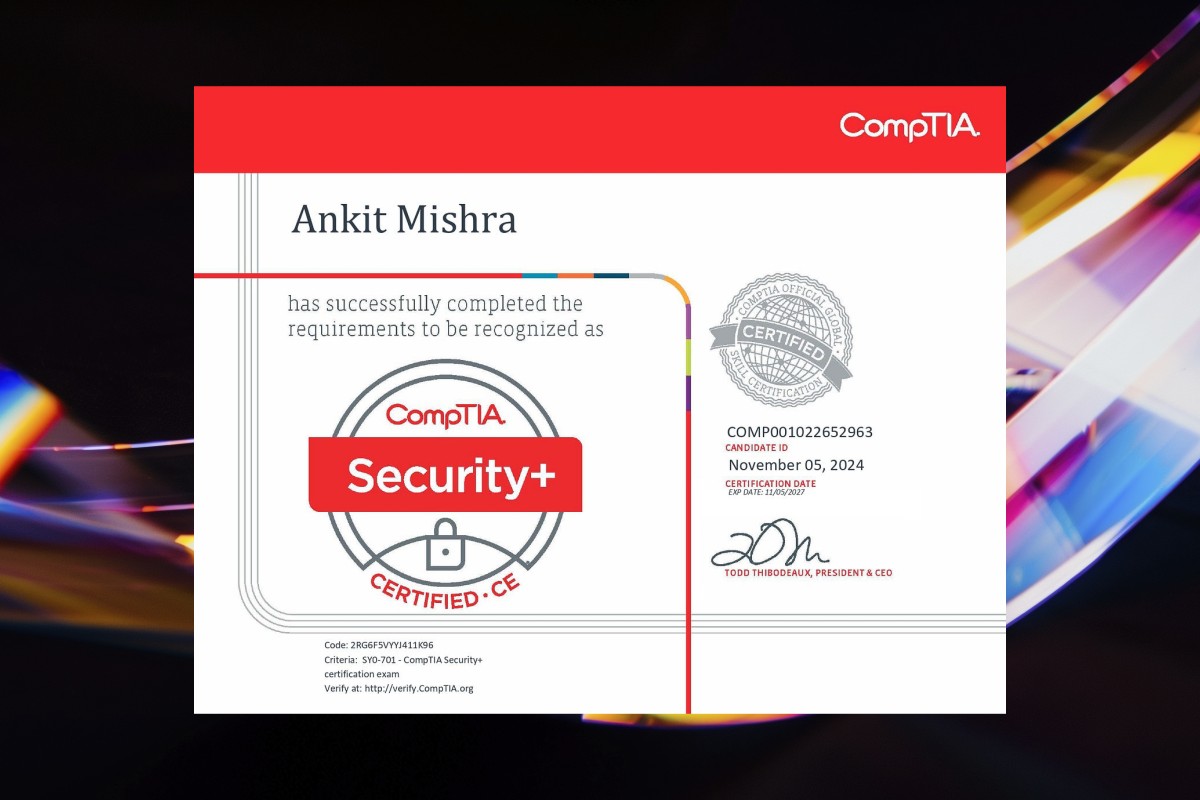 CompTIA.
Ankit Mishra
has successfully completed the
requirements to be recognized as
COMPTIA OFFICIAL GLOBAL
CERTIFIED
SKILL CERTIFICATION
CompTIA.
Security+
CERTIFIED · CE
COMP001022652963
CANDIDATE ID
November 05, 2024
CERTIFICATION DATE
EXP DATE: 11/05/2027
TODD THIBODEAUX, PRESIDENT & CEO
Code: 2RG6F5VYYJ411K96
Criteria: SY0-701 - CompTIA Security+
certification exam
Verify at: http://verify.CompTIA.org